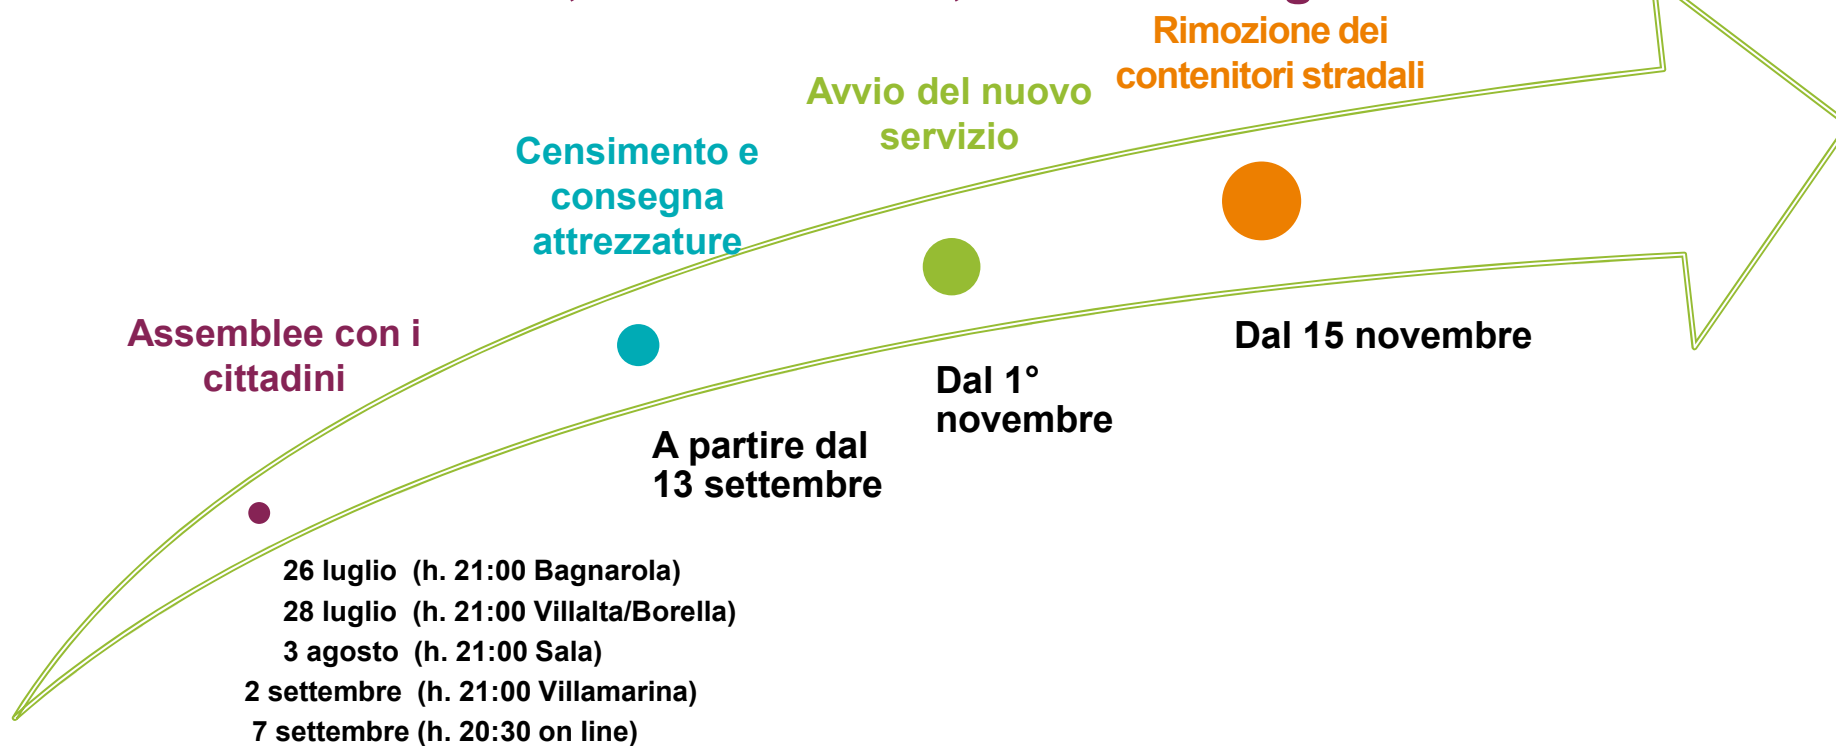 Rimozione dei
contenitori stradali
Avvio del nuovo
servizio
Censimento e
consegna
attrezzature
Assemblee con i
cittadini
Dal 15 novembre
Dal 1°
novembre
A partire dal
13 settembre
26 luglio (h. 21:00 Bagnarola)
28 luglio (h. 21:00 Villalta/Borella)
3 agosto (h. 21:00 Sala)
2 settembre (h. 21:00 Villamarina)
7 settembre (h. 20:30 on line)